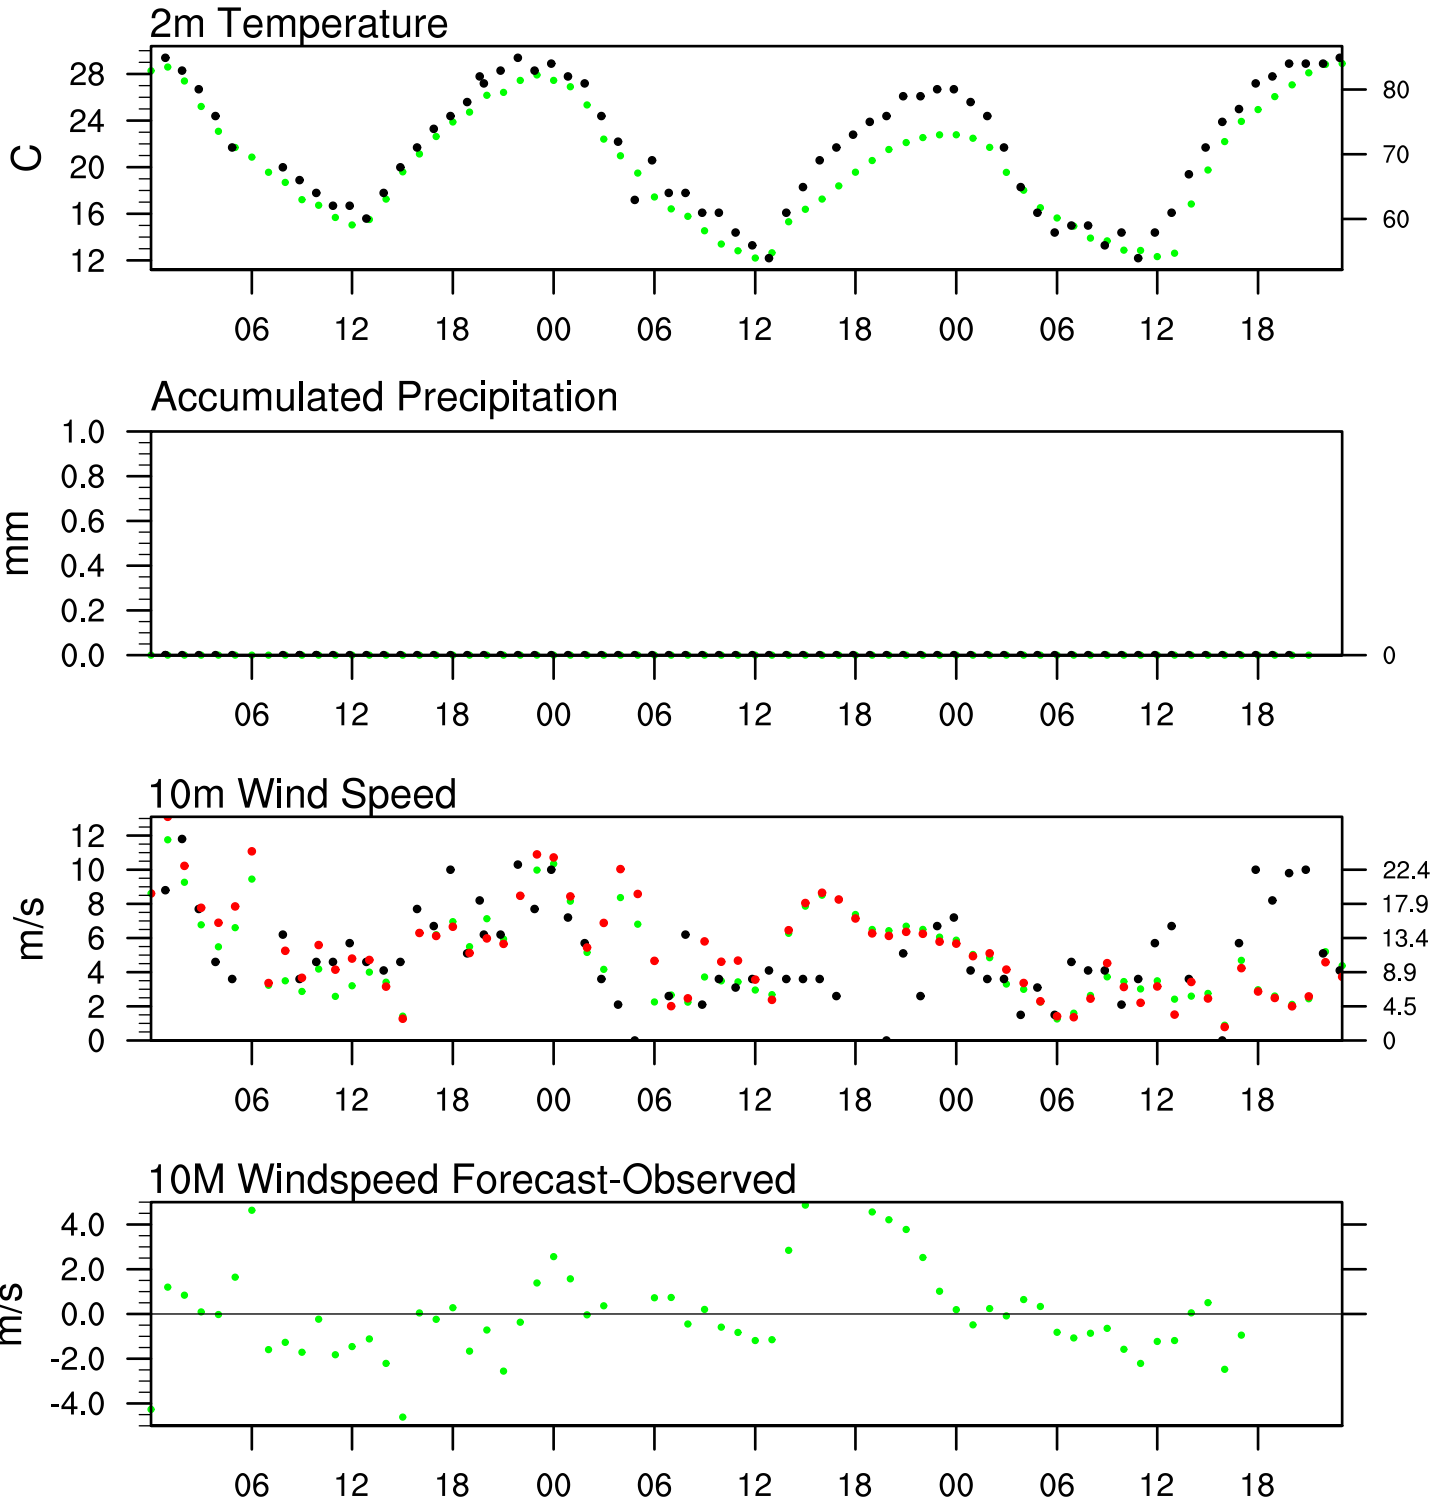 2m Temperature
C
28
24
20
16
12
80
70
60
06 12 18 00 06 12 18 00 06 12 18
Accumulated Precipitation
mm
1.0
0.8
0.6
0.4
0.2
0.0
0
06 12 18 00 06 12 18 00 06 12 18
10m Wind Speed
m/s
12
10
8
6
4
2
0
22.4
17.9
13.4
8.9
4.5
0
06 12 18 00 06 12 18 00 06 12 18
10M Windspeed Forecast-Observed
m/s
4.0
2.0
0.0
-2.0
-4.0
06 12 18 00 06 12 18 00 06 12 18